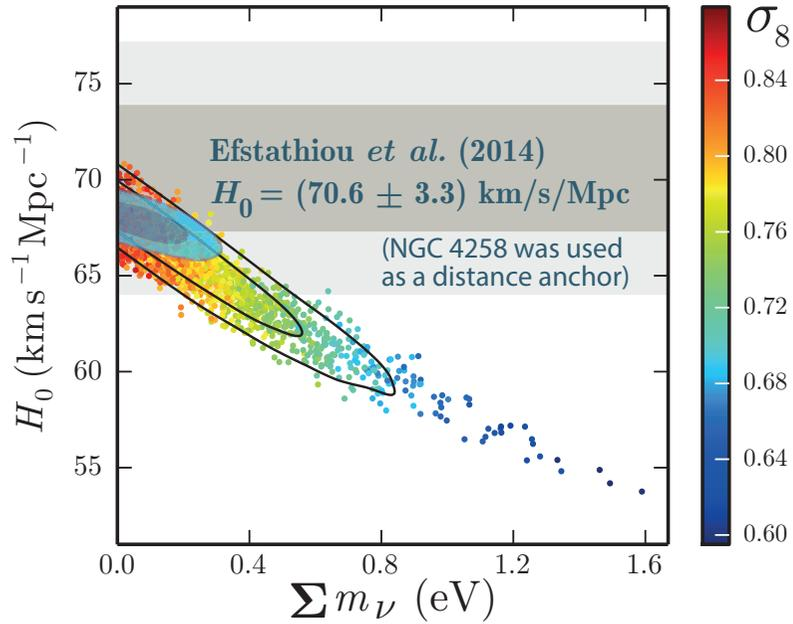 σ8
75
70
65
60
55
H0 (km s−1 Mpc−1)
Efstathiou et al. (2014)
H0 = (70.6 ± 3.3) km/s/Mpc
(NGC 4258 was used
as a distance anchor)
0.84
0.80
0.76
0.72
0.68
0.64
0.60
0.0 0.4 0.8 1.2 1.6
Σ mν (eV)